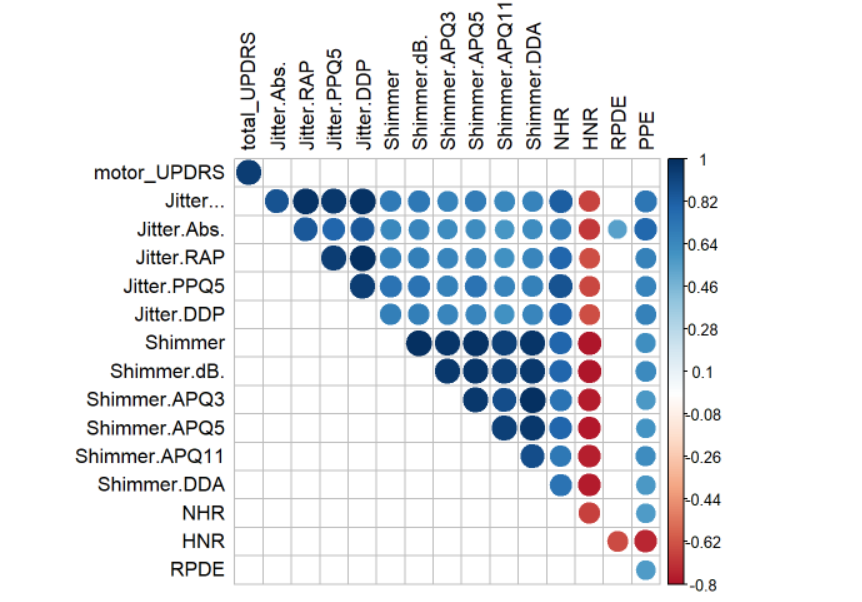 total_UPDRS
Jitter.Abs.
Jitter.RAP
Jitter.PPQ5
Jitter.DDP
Shimmer
Shimmer.dB.
Shimmer.APQ3
Shimmer.APQ5
Shimmer.APQ11
Shimmer.DDA
NHR
HNR
RPDE
PPE
motor_UPDRS
Jitter...
Jitter.Abs.
Jitter.RAP
Jitter.PPQ5
Jitter.DDP
Shimmer
Shimmer.dB.
Shimmer.APQ3
Shimmer.APQ5
Shimmer.APQ11
Shimmer.DDA
NHR
HNR
RPDE
1
0.82
0.64
0.46
0.28
0.1
-0.08
-0.26
-0.44
-0.62
-0.8